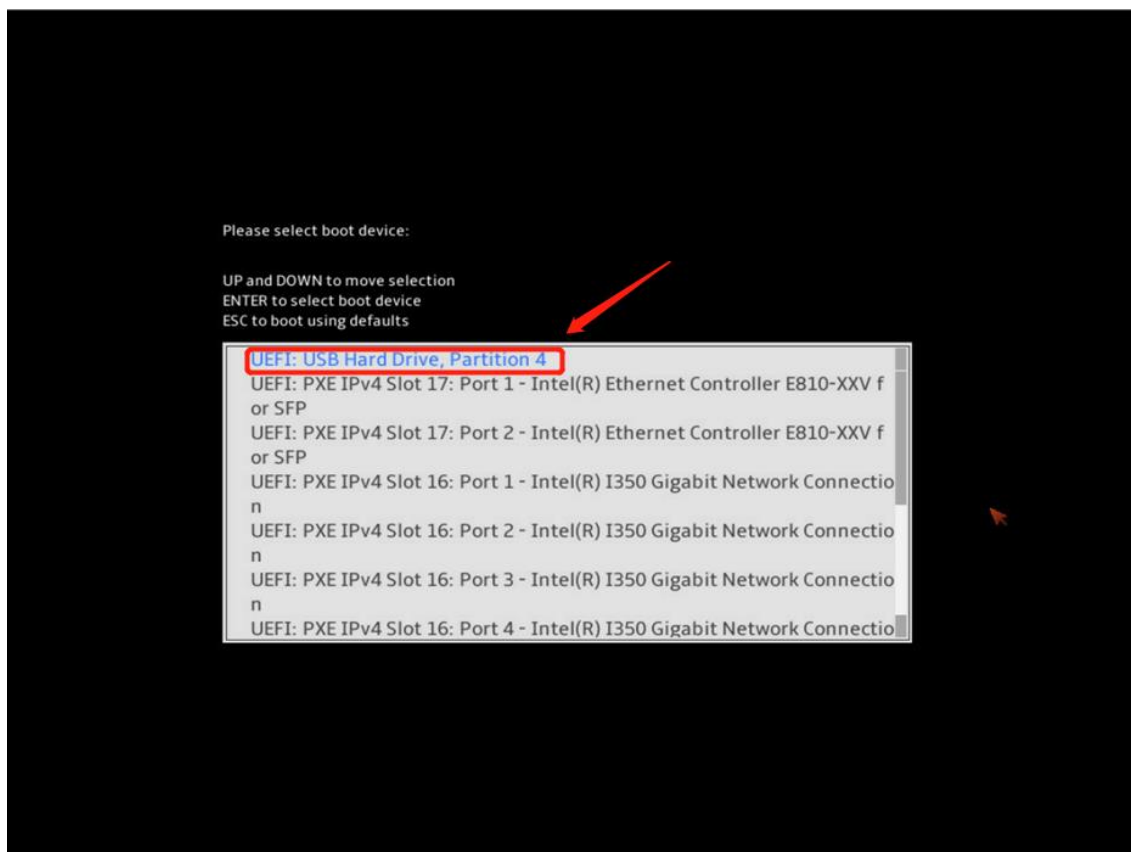 Please select boot device:
UP and DOWN to move selection
ENTER to select boot device
ESC to boot using defaults
UEFI: USB Hard Drive, Partition 4
UEFI: PXE IPv4 Slot 17: Port 1 - Intel(R) Ethernet Controller E810-XXV f
or SFP
UEFI: PXE IPv4 Slot 17: Port 2 - Intel(R) Ethernet Controller E810-XXV f
or SFP
UEFI: PXE IPv4 Slot 16: Port 1 - Intel(R) I350 Gigabit Network Connectio
n
UEFI: PXE IPv4 Slot 16: Port 2 - Intel(R) I350 Gigabit Network Connectio
n
UEFI: PXE IPv4 Slot 16: Port 3 - Intel(R) I350 Gigabit Network Connectio
n
UEFI: PXE IPv4 Slot 16: Port 4 - Intel(R) I350 Gigabit Network Connectio